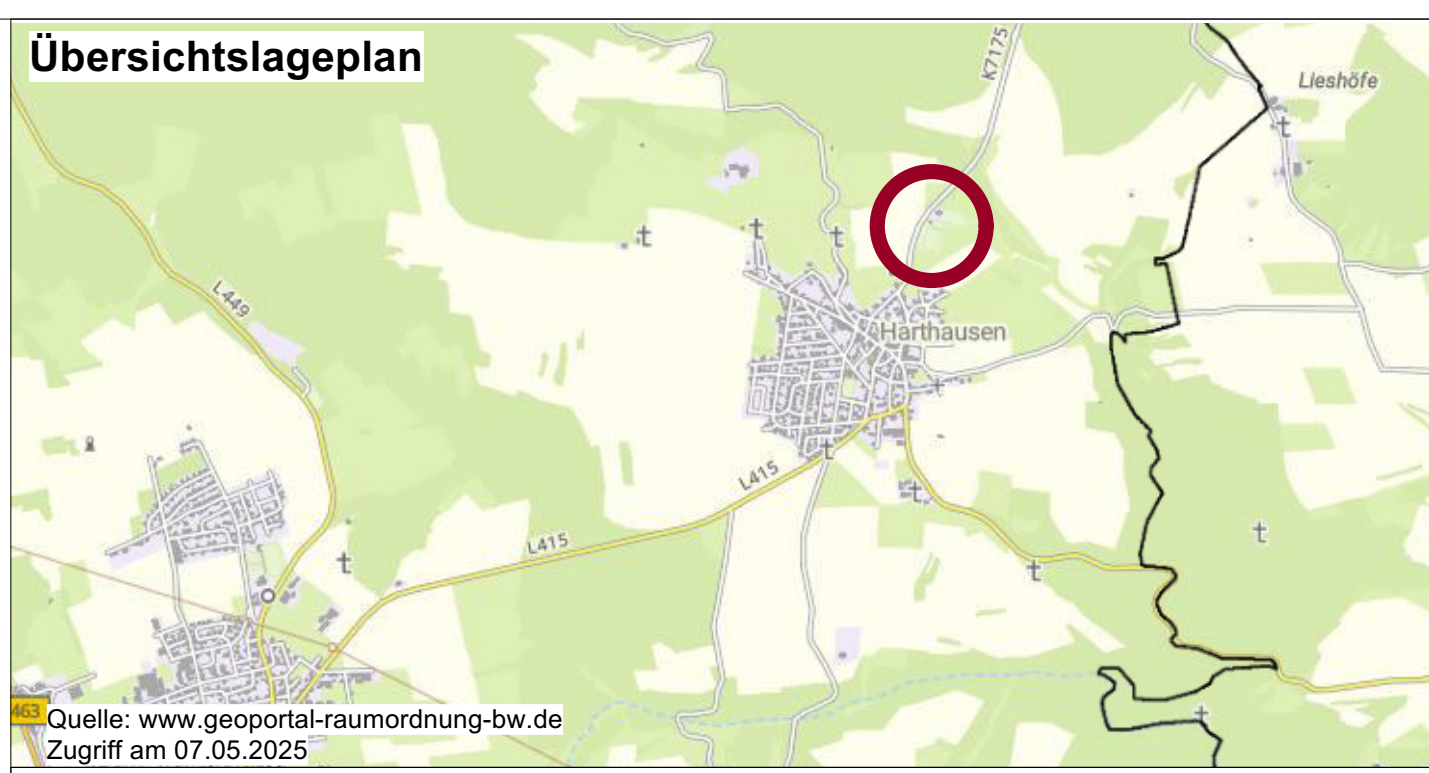 Übersichtslageplan
K7175
Lieshöfe
L449
Harthausen
L415
L415
463
Quelle: www.geoportal-raumordnung-bw.de
Zugriff am 07.05.2025